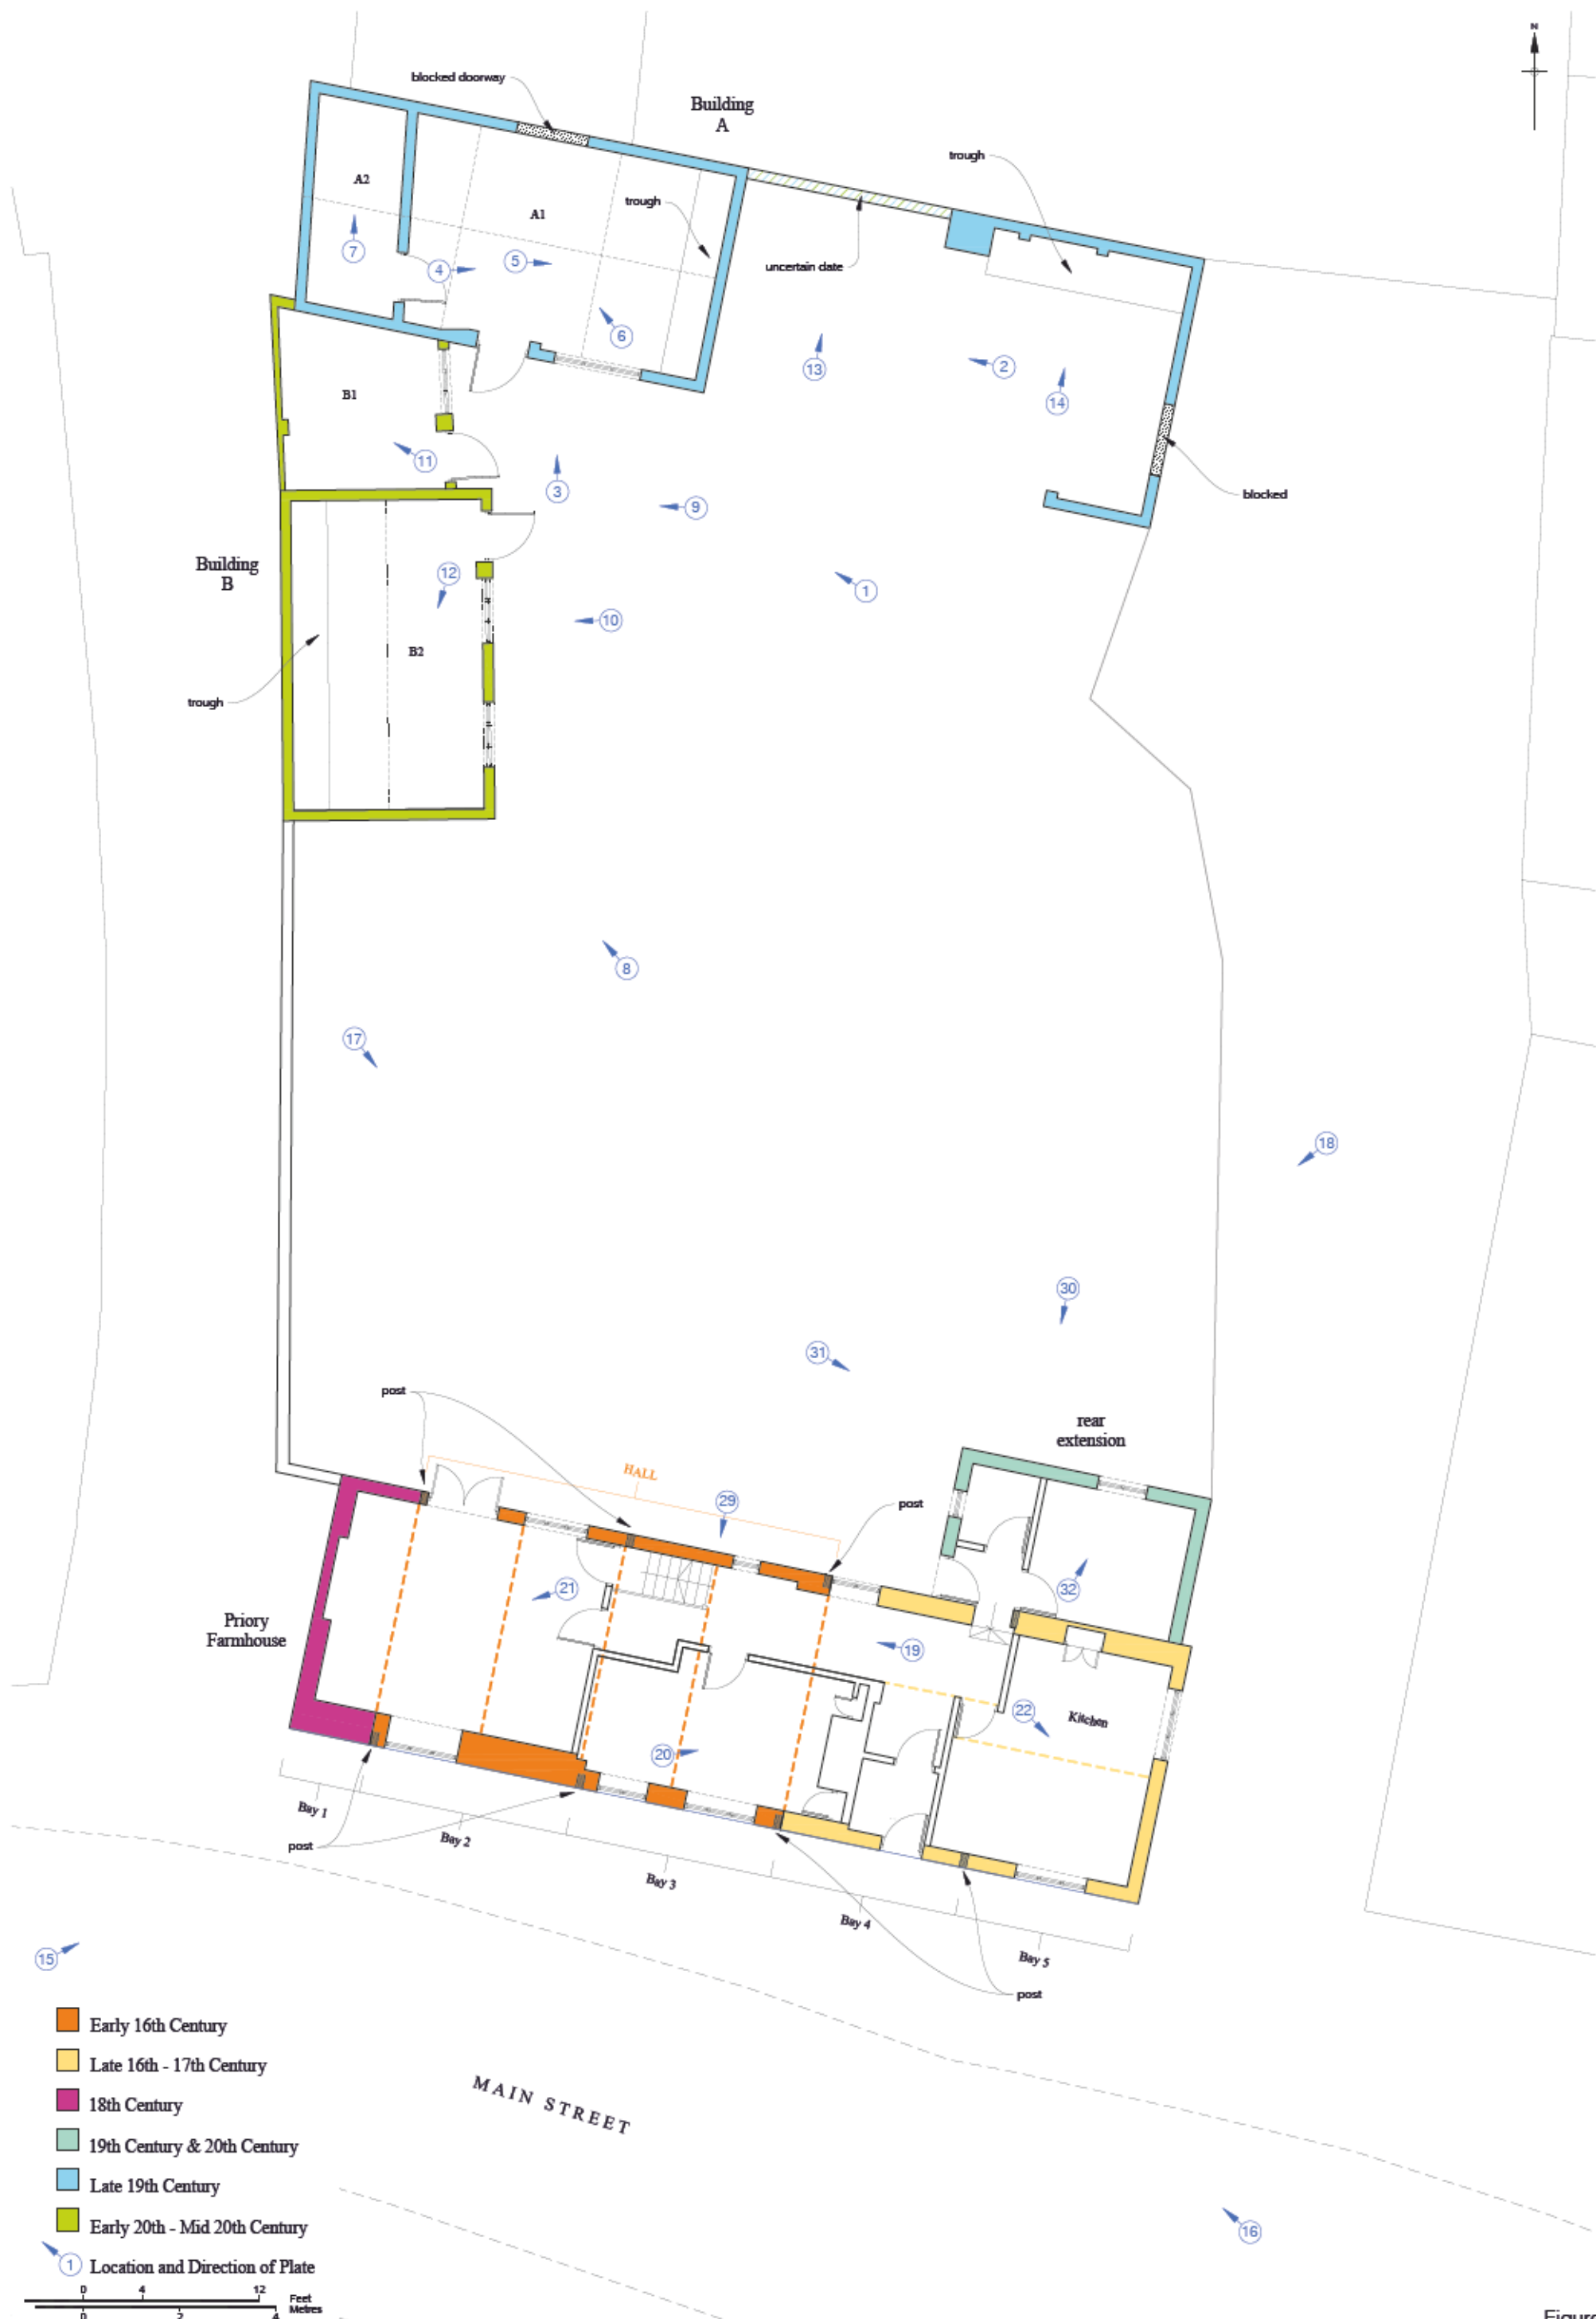 N
blocked doorway
Building
A
trough
A2
trough
A1
7
4
5
uncertain date
6
13
2
14
B1
11
3
9
blocked
Building
B
12
1
10
B2
trough
8
17
18
30
31
post
rear
extension
HALL
29
post
21
32
Priory
Farmhouse
19
22
Kitchen
20
Bay 1
post
Bay 2
Bay 3
Bay 4
Bay 5
post
15
Early 16th Century
Late 16th - 17th Century
18th Century
19th Century & 20th Century
Late 19th Century
Early 20th - Mid 20th Century
1 Location and Direction of Plate
MAIN STREET
16
0 4 12 Feet
0 2 4 Metres